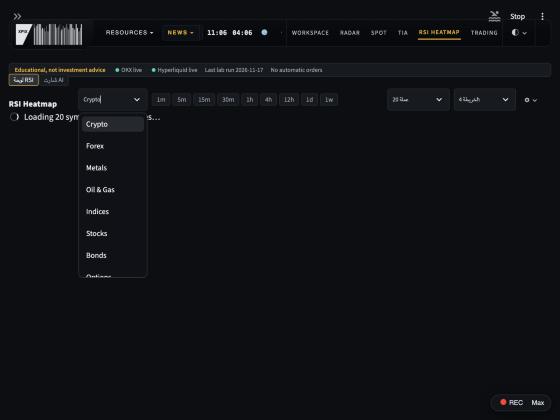 Stop
XPIX
RESOURCES
NEWS
11:06 04:06
WORKSPACE
RADAR
SPOT
TIA
RSI HEATMAP
TRADING
Educational, not investment advice
OKX live
Hyperliquid live
Last lab run 2026-11-17
No automatic orders
لوحة RSI
شارت AI
RSI Heatmap
Crypto
1m 5m 15m 30m 1h 4h 12h 1d 1w
20 عملة
الخريطة 4
Loading 20 sym
es…
Crypto
Forex
Metals
Oil & Gas
Indices
Stocks
Bonds
Options
REC Max